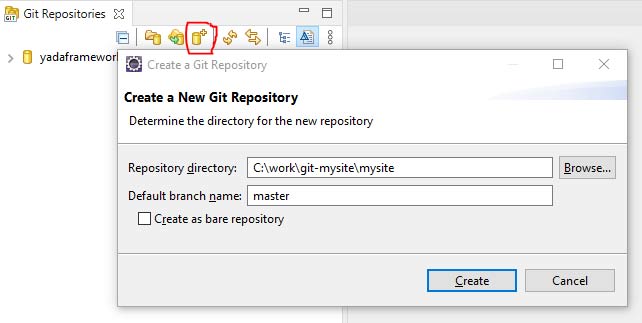 Git Repositories
GIT
yadaframework
Create a Git Repository
Create a New Git Repository
Determine the directory for the new repository
Repository directory: C:\work\git-mysite\mysite Browse...
Default branch name: master
Create as bare repository
Create Cancel